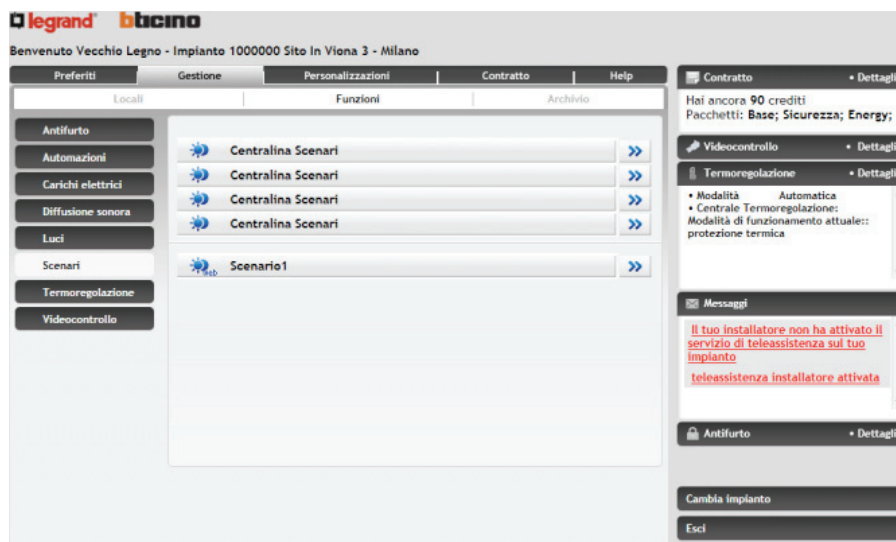 legrand bticino
Benvenuto Vecchio Legno - Impianto 1000000 Sito In Viona 3 - Milano
Preferiti Gestione Personalizzazioni Contratto Help
Locali Funzioni Archivio
Antifurto
Automazioni
Carichi elettrici
Diffusione sonora
Luci
Scenari
Termoregolazione
Videocontrollo
Centralina Scenari
Centralina Scenari
Centralina Scenari
Centralina Scenari
web Scenario1
Contratto • Dettagli
Hai ancora 90 crediti
Pacchetti: Base; Sicurezza; Energy;
Videocontrollo • Dettagli
Termoregolazione • Dettagli
• Modalità Automatica
• Centrale Termoregolazione:
Modalità di funzionamento attuale::
protezione termica
Messaggi
Il tuo installatore non ha attivato il
servizio di teleassistenza sul tuo
impianto
teleassistenza installatore attivata
Antifurto • Dettagli
Cambia impianto
Esci